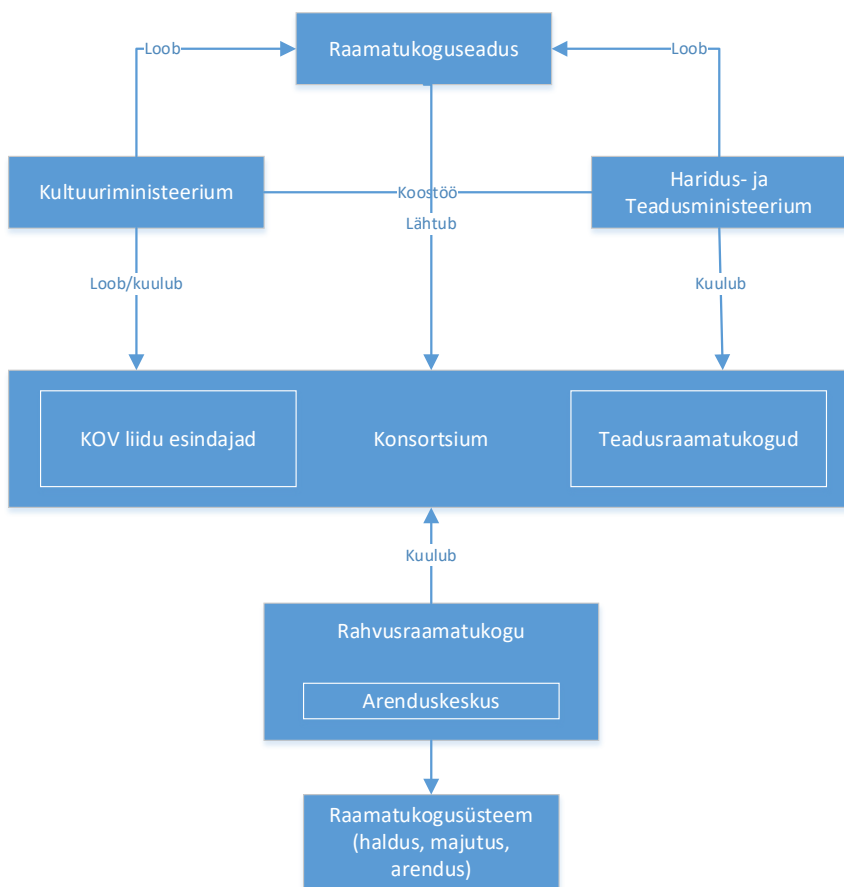 Loob
Raamatukoguseadus
Loob
Kultuuriministeerium
Koostöö
Haridus- ja
Teadusministeerium
Lähtub
Loob/kuulub
Kuulub
KOV liidu esindajad
Konsortsium
Teadusraamatukogud
Kuulub
Rahvusraamatukogu
Arenduskeskus
Raamatukogusüsteem
(haldus, majutus,
arendus)